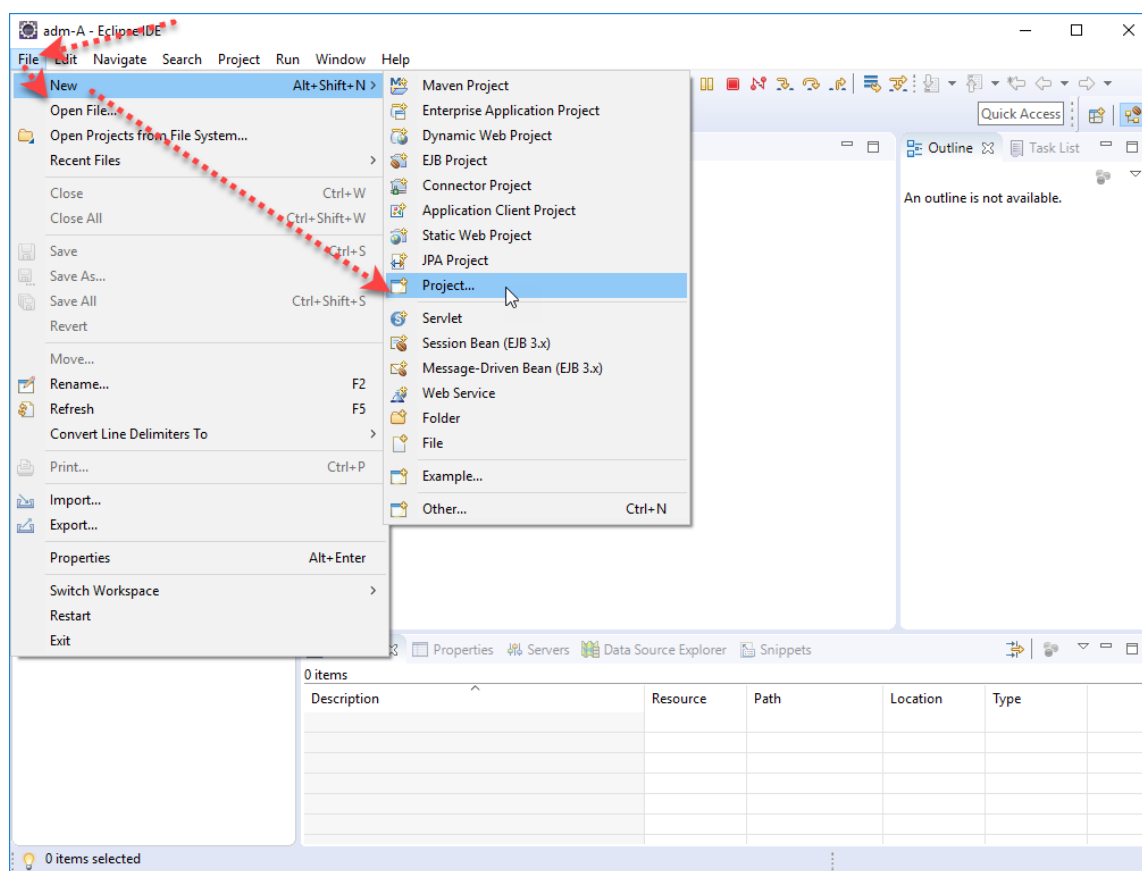 adm-A - Eclipse IDE
File Edit Navigate Search Project Run Window Help
New Alt+Shift+N >
Open File...
Open Projects from File System...
Recent Files >
Close Ctrl+W
Close All Ctrl+Shift+W
Save Ctrl+S
Save As...
Save All Ctrl+Shift+S
Revert
Move...
Rename... F2
Refresh F5
Convert Line Delimiters To >
Print... Ctrl+P
Import...
Export...
Properties Alt+Enter
Switch Workspace >
Restart
Exit
Maven Project
Enterprise Application Project
Dynamic Web Project
EJB Project
Connector Project
Application Client Project
Static Web Project
JPA Project
Project...
Servlet
Session Bean (EJB 3.x)
Message-Driven Bean (EJB 3.x)
Web Service
Folder
File
Example...
Other... Ctrl+N
Quick Access
Outline Task List
An outline is not available.
Properties Servers Data Source Explorer Snippets
0 items
Description Resource Path Location Type
0 items selected